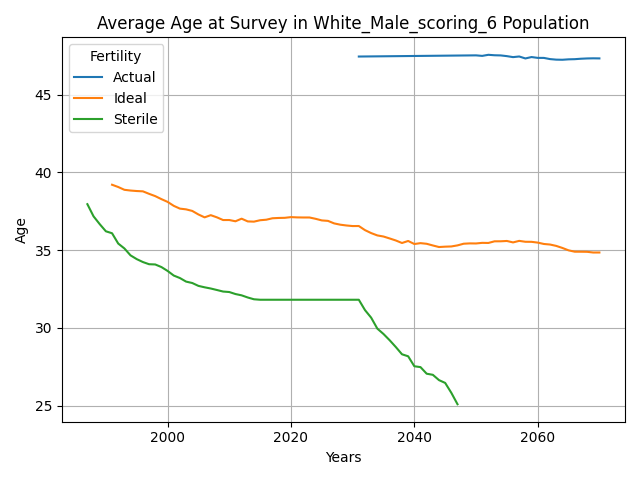 Average Age at Survey in White_Male_scoring_6 Population
Fertility
Actual
Ideal
Sterile
Age
45
40
35
30
25
2000
2020
2040
2060
Years